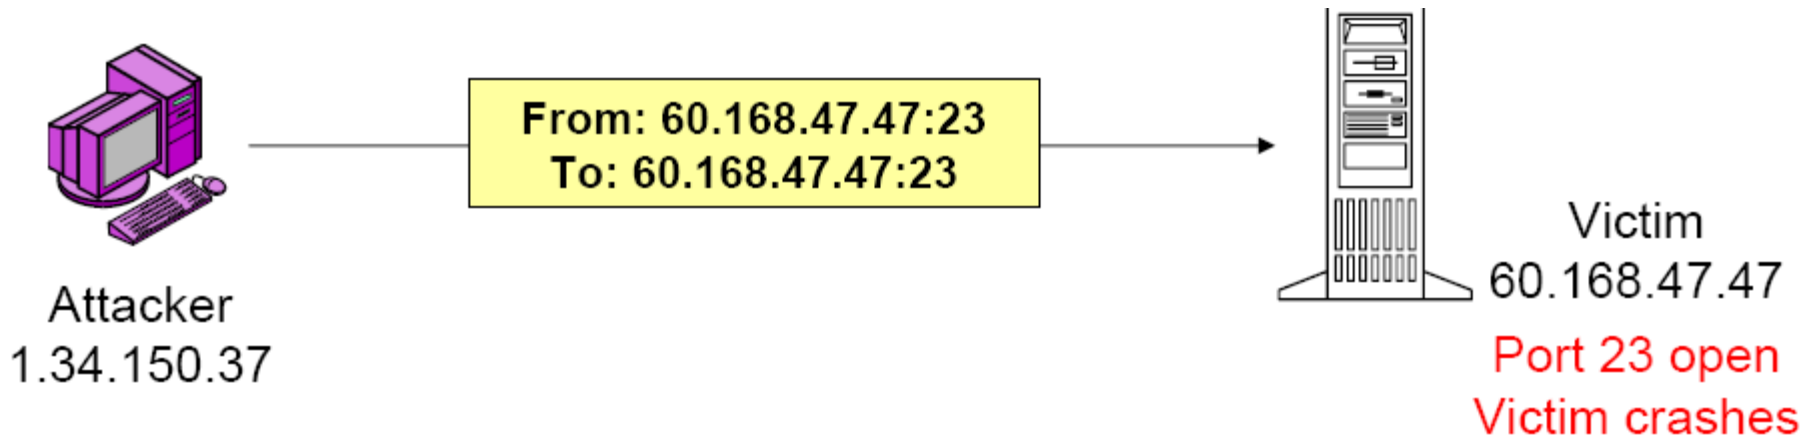 From: 60.168.47.47:23
To: 60.168.47.47:23
Attacker
1.34.150.37
Victim
60.168.47.47
Port 23 open
Victim crashes